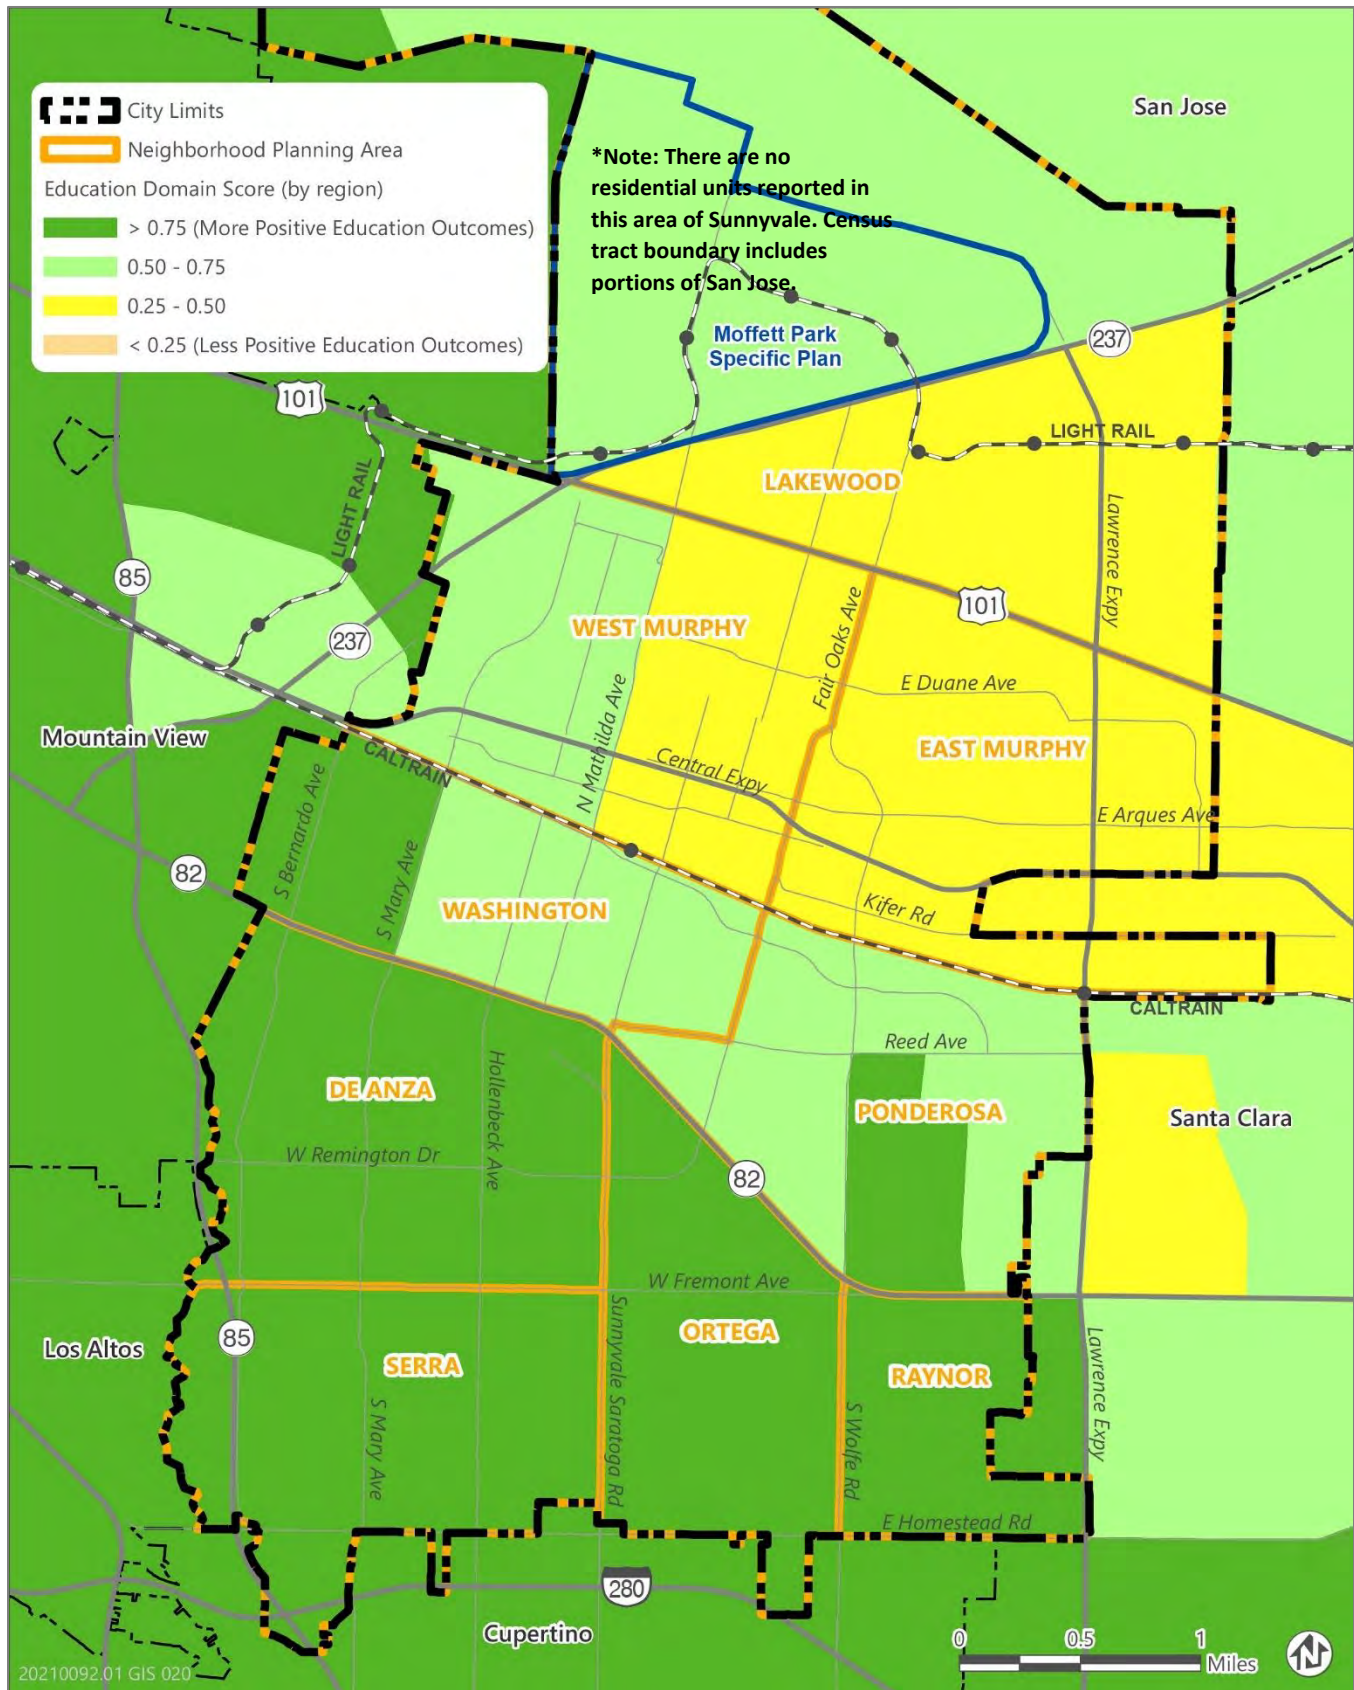 City Limits
Neighborhood Planning Area
Education Domain Score (by region)
> 0.75 (More Positive Education Outcomes)
0.50 - 0.75
0.25 - 0.50
< 0.25 (Less Positive Education Outcomes)
San Jose
*Note: There are no
residential units reported in
this area of Sunnyvale. Census
tract boundary includes
portions of San Jose.
Moffett Park
Specific Plan
237
101
LIGHT RAIL
LAKEWOOD
LIGHT RAIL
Lawrence Expy
85
237
WEST MURPHY
Fair Oaks Ave
101
E Duane Ave
N Mathilda Ave
Mountain View
CALTRAIN
EAST MURPHY
Central Expy
S Bernardo Ave
E Arques Ave
82
S Mary Ave
WASHINGTON
Kifer Rd
CALTRAIN
Reed Ave
DE ANZA
Hollenbeck Ave
PONDEROSA
Santa Clara
W Remington Dr
82
W Fremont Ave
Los Altos
85
Sunnyvale Saratoga Rd
ORTEGA
SERRA
RAYNOR
Lawrence Expy
S Mary Ave
S Wolfe Rd
E Homestead Rd
280
Cupertino
0 0.5 1
Miles
N
20210092.01 GIS 020